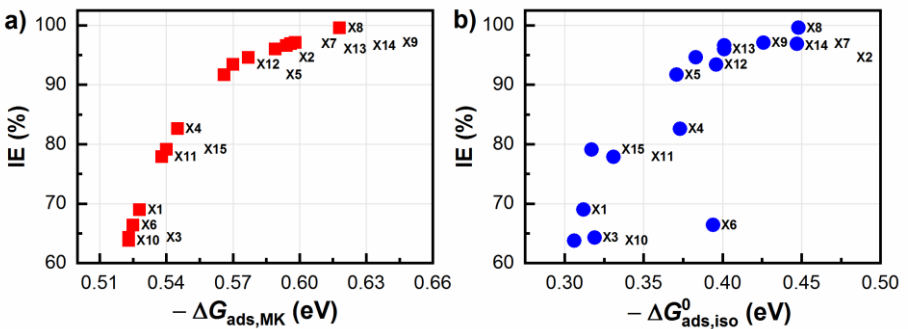 a)
IE (%)
100
90
80
70
60
X8
X7
X9
X13
X14
X2
X12
X5
X4
X15
X11
X1
X6
X3
X10
0.51
0.54
0.57
0.60
0.63
0.66
− ΔG_ads,MK (eV)
b)
IE (%)
100
90
80
70
60
X8
X9
X14
X7
X13
X2
X12
X5
X4
X15
X11
X1
X6
X3
X10
0.30
0.35
0.40
0.45
0.50
− ΔG⁰_ads,iso (eV)